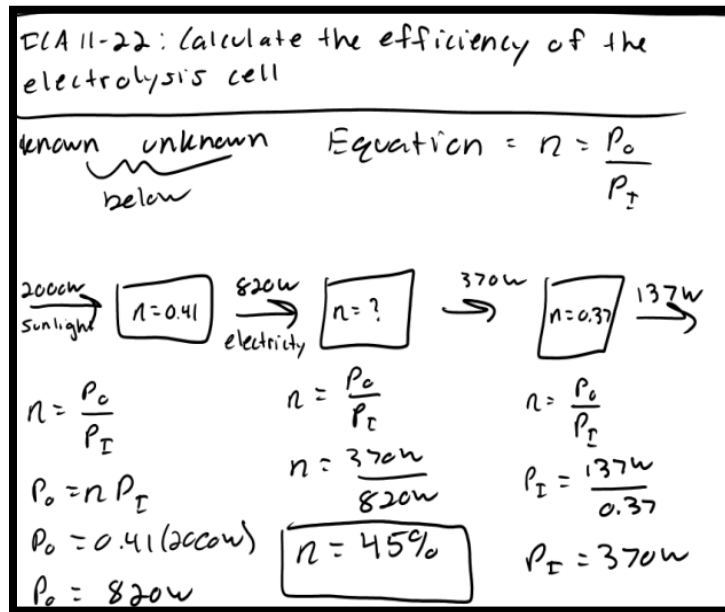 ICA 11-22: Calculate the efficiency of the
electrolysis cell
known unknown
below
Equation = n = Po/PI
2000W
sunlight
n = 0.41
820W
electricty
n = ?
370W
n = 0.37
137W
n = Po/PI
Po = n PI
Po = 0.41(2000W)
Po = 820W
n = Po/PI
n = 370W/820W
n = 45%
n = Po/PI
PI = 137W/0.37
PI = 370W